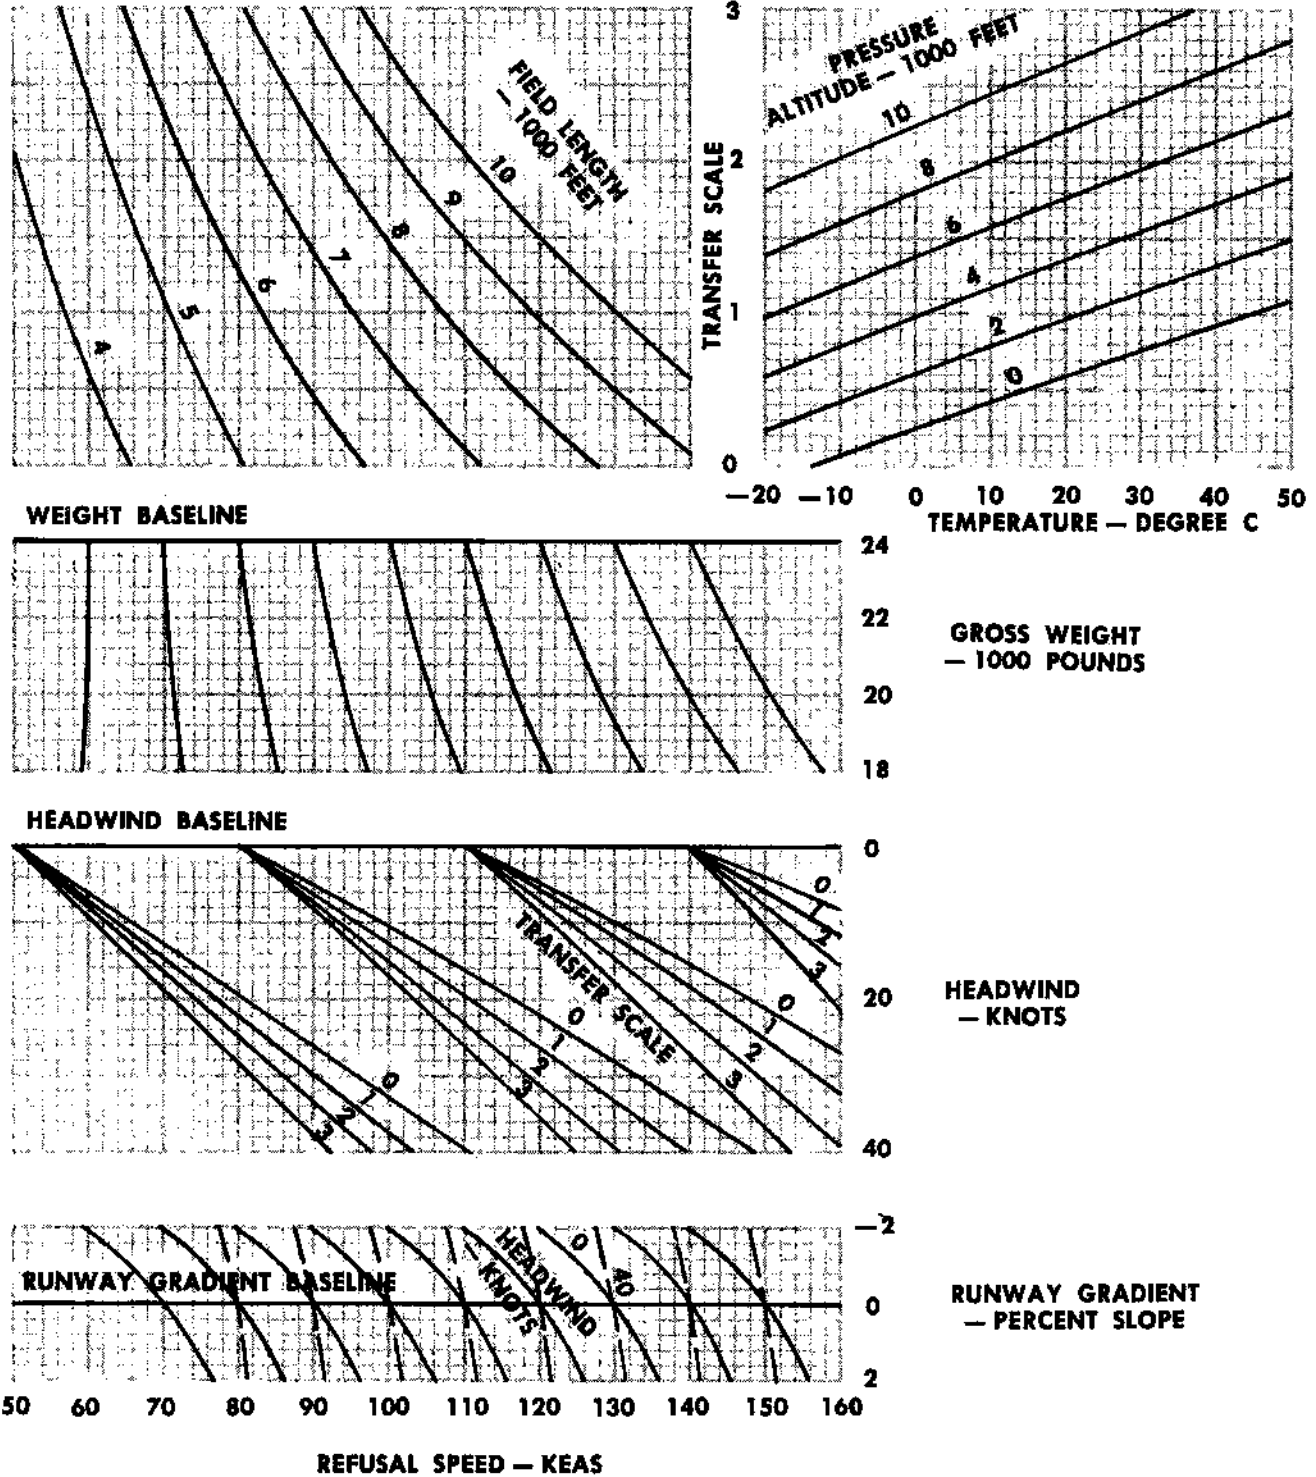 3
PRESSURE
ALTITUDE — 1000 FEET
10
8
6
4
2
0
FIELD LENGTH
— 1000 FEET
10
9
8
7
6
5
4
TRANSFER SCALE
2
1
0
—20 —10 0 10 20 30 40 50
TEMPERATURE — DEGREE C
WEIGHT BASELINE
24
22
20
18
GROSS WEIGHT
— 1000 POUNDS
HEADWIND BASELINE
0
20
40
HEADWIND
— KNOTS
TRANSFER SCALE
0
1
2
3
0
1
2
3
0
1
2
3
0
1
2
3
—2
0
2
RUNWAY GRADIENT BASELINE
HEADWIND
KNOTS
0
40
RUNWAY GRADIENT
— PERCENT SLOPE
50 60 70 80 90 100 110 120 130 140 150 160
REFUSAL SPEED — KEAS